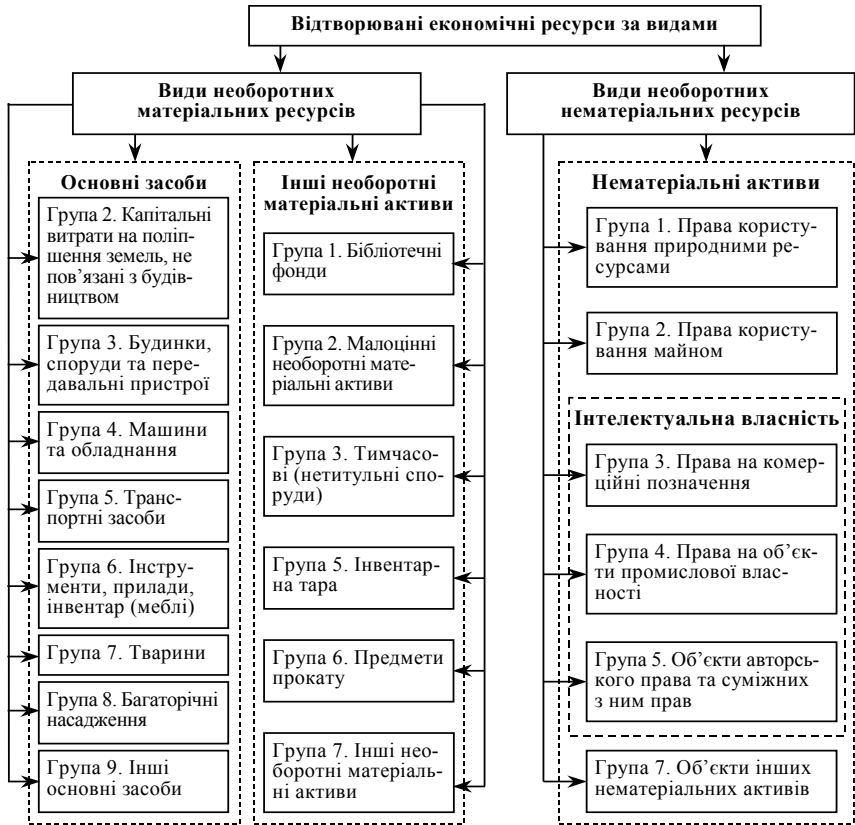 Відтворювані економічні ресурси за видами
Види необоротних
матеріальних ресурсів
Види необоротних
нематеріальних ресурсів
Основні засоби
Група 2. Капітальні
витрати на поліп-
шення земель, не
пов’язані з будів-
ництвом
Група 3. Будинки,
споруди та пере-
давальні пристрої
Група 4. Машини
та обладнання
Група 5. Транс-
портні засоби
Група 6. Інстру-
менти, прилади,
інвентар (меблі)
Група 7. Тварини
Група 8. Багаторічні
насадження
Група 9. Інші
основні засоби
Інші необоротні
матеріальні активи
Група 1. Бібліотечні
фонди
Група 2. Малоцінні
необоротні мате-
ріальні активи
Група 3. Тимчасо-
ві (нетитульні спо-
руди)
Група 5. Інвентар-
на тара
Група 6. Предмети
прокату
Група 7. Інші нео-
боротні матеріаль-
ні активи
Нематеріальні активи
Група 1. Права користу-
вання природними ре-
сурсами
Група 2. Права користу-
вання майном
Інтелектуальна власність
Група 3. Права на комер-
ційні позначення
Група 4. Права на об’єк-
ти промислової влас-
ності
Група 5. Об’єкти авторсь-
кого права та суміжних
з ним прав
Група 7. Об’єкти інших
нематеріальних активів